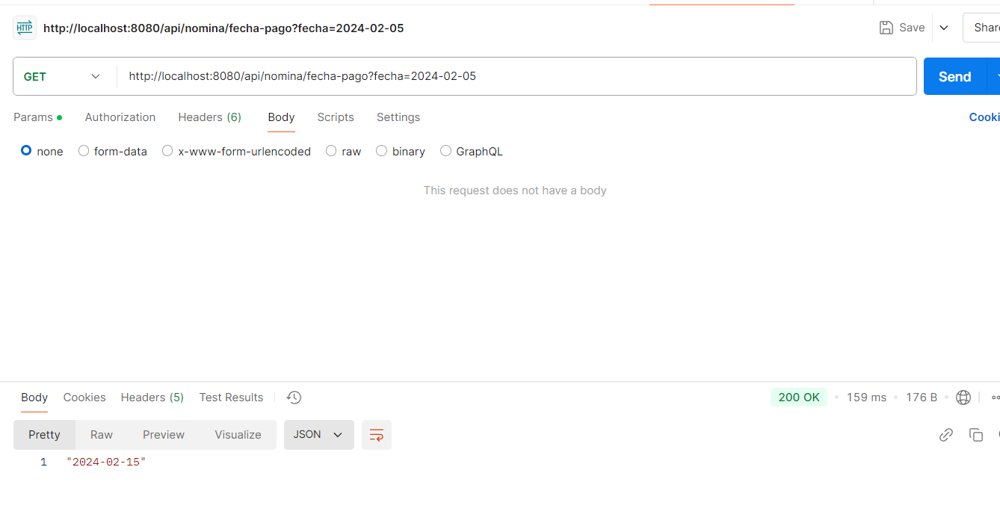 HTTP http://localhost:8080/api/nomina/fecha-pago?fecha=2024-02-05 Save
GET http://localhost:8080/api/nomina/fecha-pago?fecha=2024-02-05 Send
Params Authorization Headers (6) Body Scripts Settings
none form-data x-www-form-urlencoded raw binary GraphQL
This request does not have a body
Body Cookies Headers (5) Test Results 200 OK 159 ms 176 B
Pretty Raw Preview Visualize JSON
1 "2024-02-15"